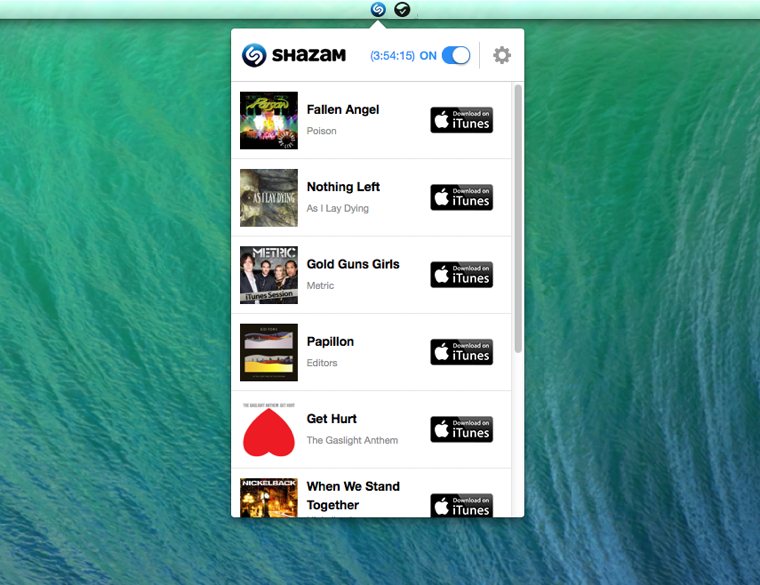 SHAZAM
(3:54:15) ON
POISON
Fallen Angel
Poison
Download on
iTunes
AS I LAY DYING
Nothing Left
As I Lay Dying
Download on
iTunes
METRIC
iTunes Session
Gold Guns Girls
Metric
Download on
iTunes
EDITORS
Papillon
Editors
Download on
iTunes
THE GASLIGHT ANTHEM GET HURT
Get Hurt
The Gaslight Anthem
Download on
iTunes
NICKELBACK
When We Stand
Together
Download on
iTunes